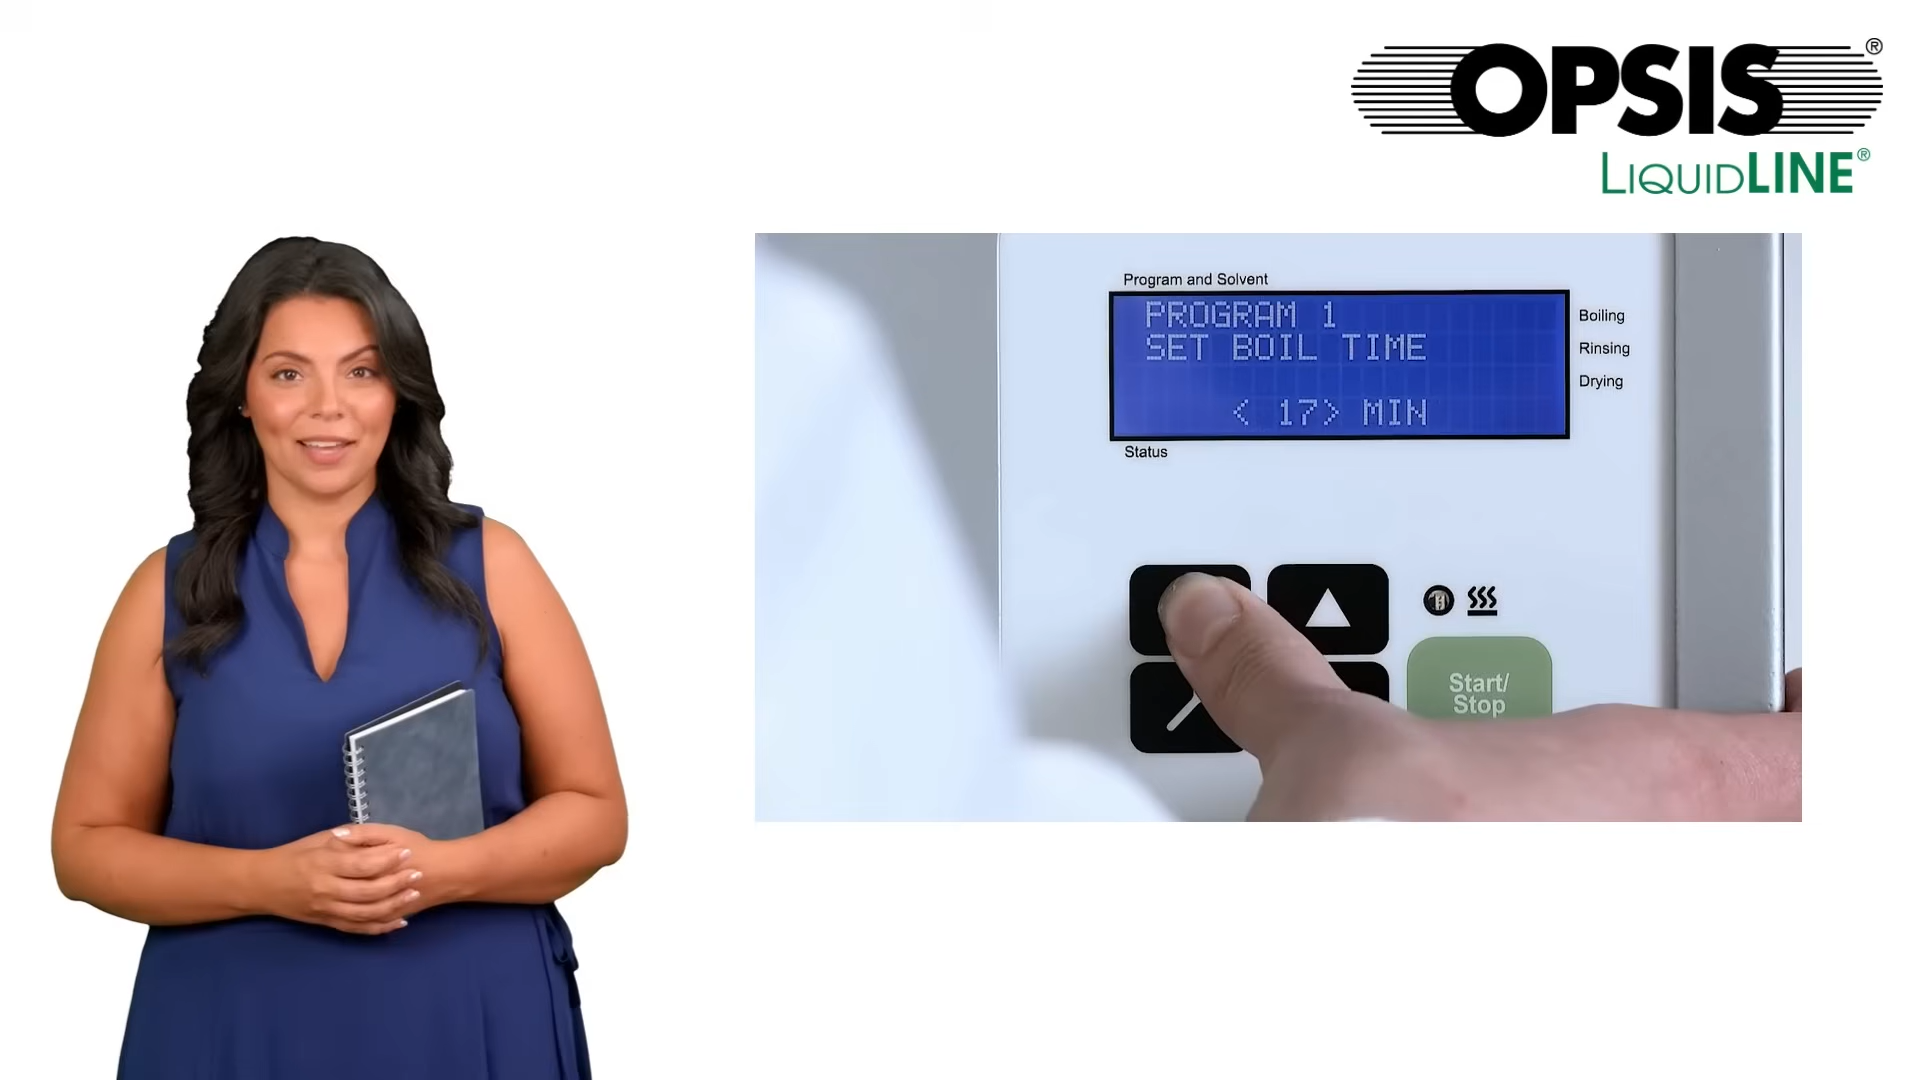 OPSIS®
LIQUIDLINE®
Program and Solvent
PROGRAM 1
SET BOIL TIME
< 17> MIN
Boiling
Rinsing
Drying
Status
Start/
Stop